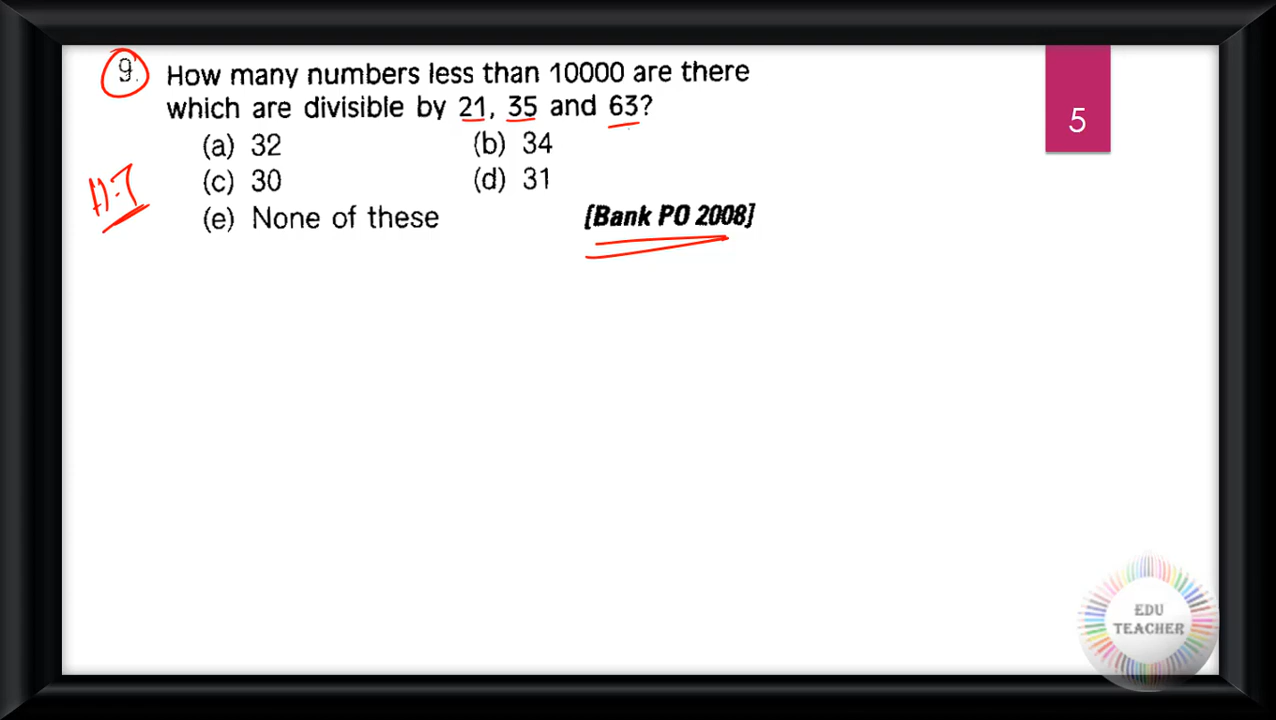 9. How many numbers less than 10000 are there
which are divisible by 21, 35 and 63?
(a) 32 (b) 34
(c) 30 (d) 31
(e) None of these [Bank PO 2008]
5
EDU
TEACHER